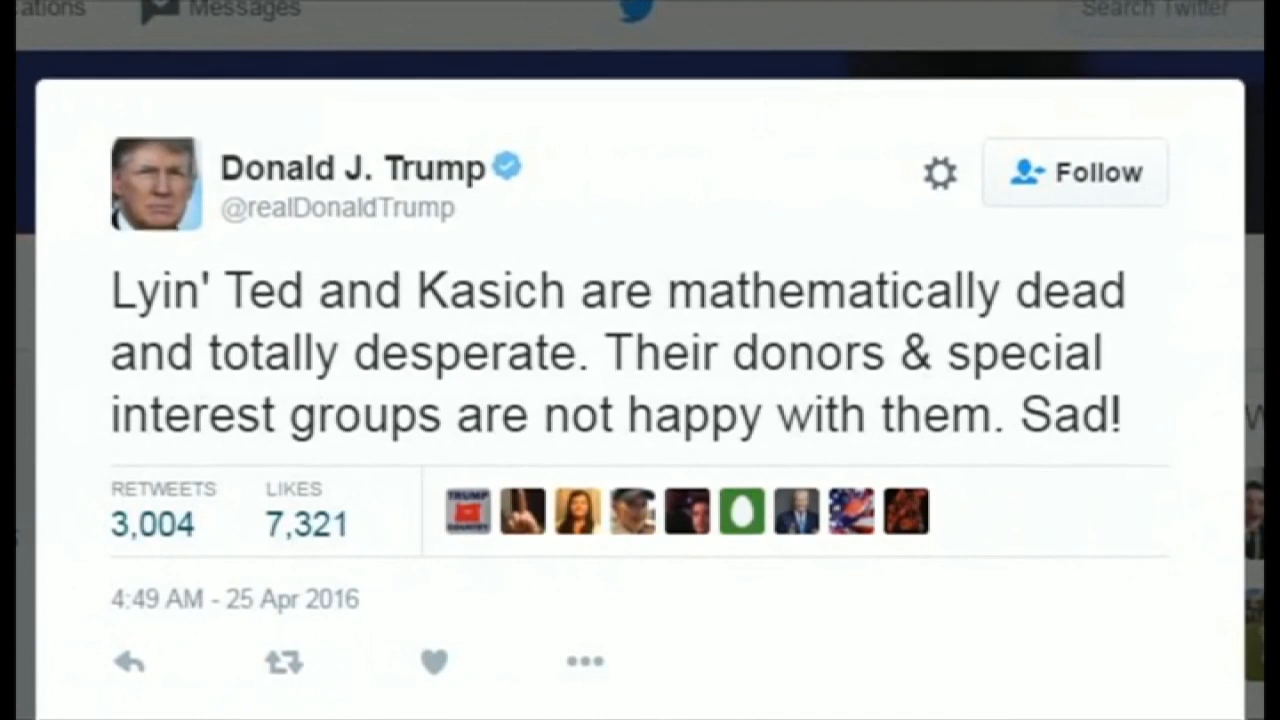 ations Messages Search Twitter
Donald J. Trump
@realDonaldTrump
Follow
Lyin' Ted and Kasich are mathematically dead
and totally desperate. Their donors & special
interest groups are not happy with them. Sad!
RETWEETS LIKES
3,004 7,321
TRUMP
COUNTRY
4:49 AM - 25 Apr 2016